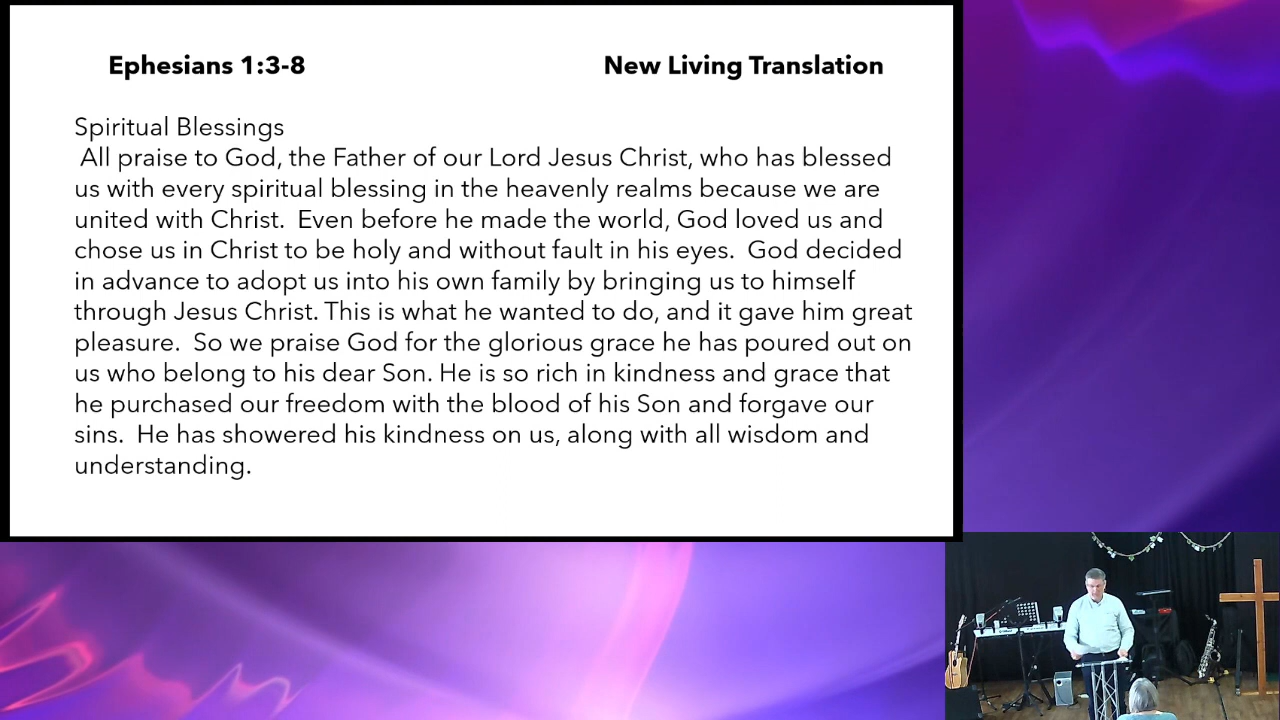 Ephesians 1:3-8 New Living Translation
Spiritual Blessings
All praise to God, the Father of our Lord Jesus Christ, who has blessed
us with every spiritual blessing in the heavenly realms because we are
united with Christ.  Even before he made the world, God loved us and
chose us in Christ to be holy and without fault in his eyes.  God decided
in advance to adopt us into his own family by bringing us to himself
through Jesus Christ. This is what he wanted to do, and it gave him great
pleasure.  So we praise God for the glorious grace he has poured out on
us who belong to his dear Son. He is so rich in kindness and grace that
he purchased our freedom with the blood of his Son and forgave our
sins.  He has showered his kindness on us, along with all wisdom and
understanding.